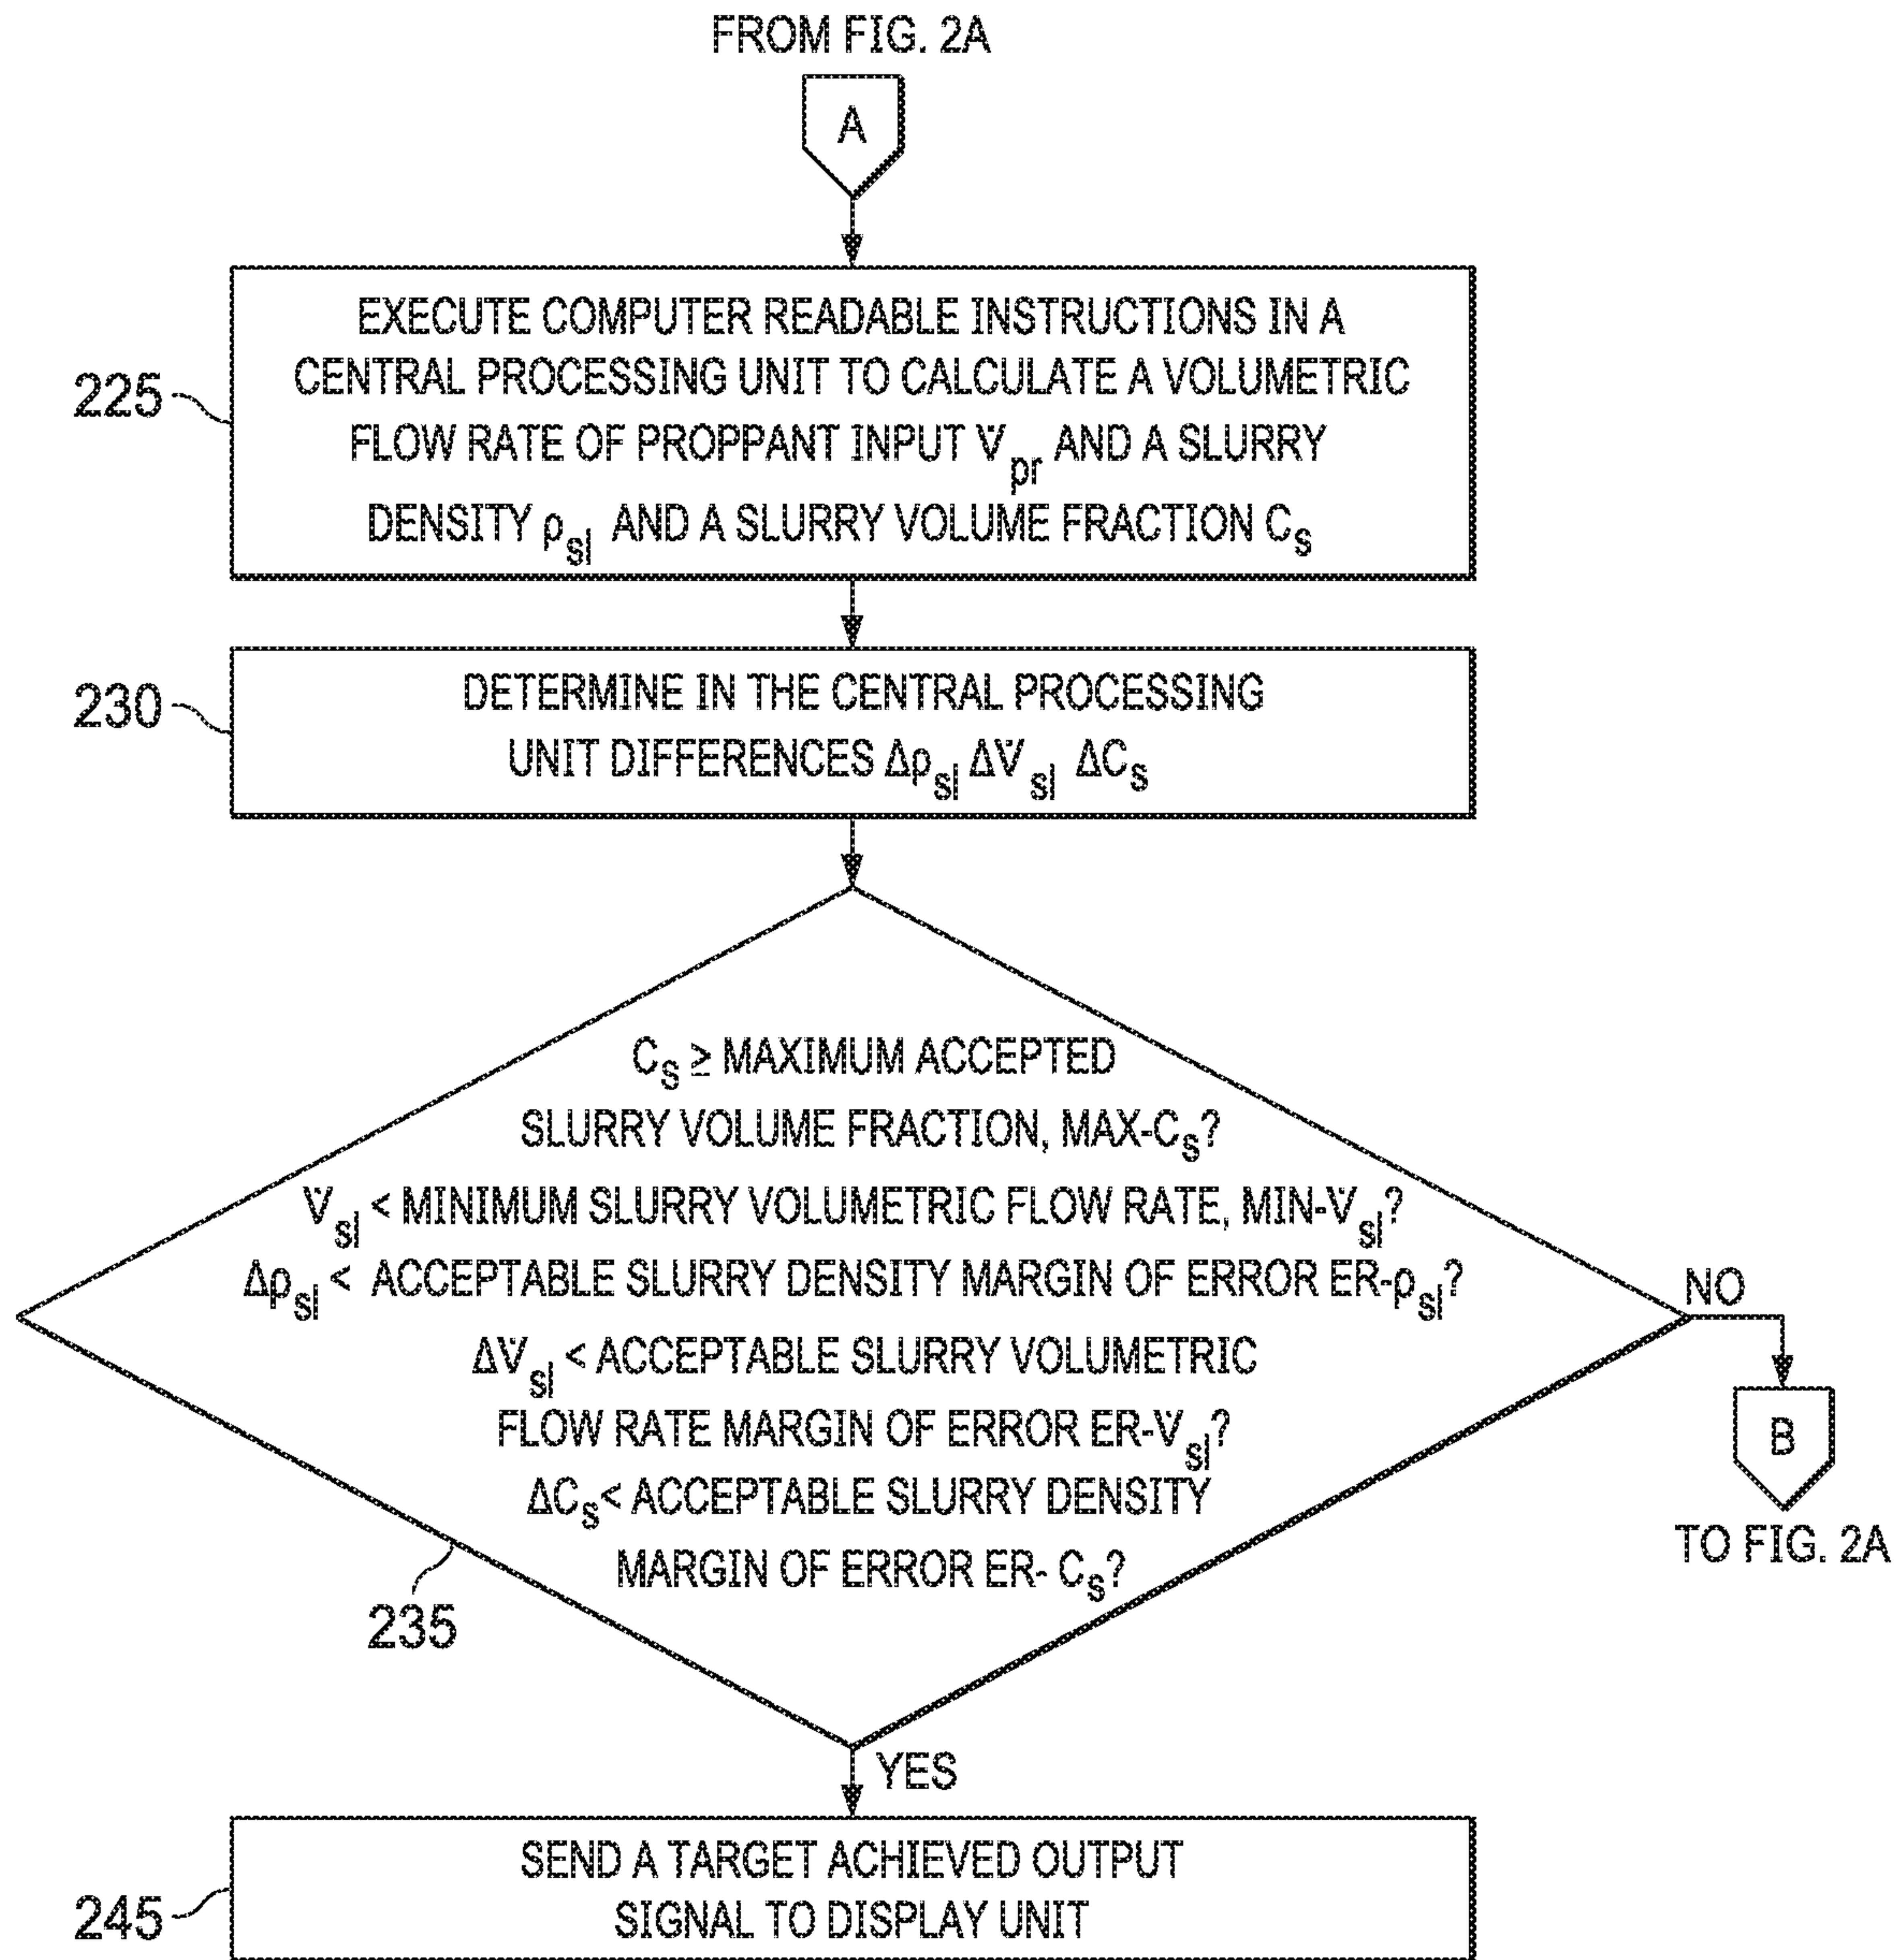 FROM FIG. 2A
A
225
EXECUTE COMPUTER READABLE INSTRUCTIONS IN A
CENTRAL PROCESSING UNIT TO CALCULATE A VOLUMETRIC
FLOW RATE OF PROPPANT INPUT V̇pr AND A SLURRY
DENSITY ρsl AND A SLURRY VOLUME FRACTION Cs
230
DETERMINE IN THE CENTRAL PROCESSING
UNIT DIFFERENCES Δρsl ΔV̇sl ΔCs
Cs ≥ MAXIMUM ACCEPTED
SLURRY VOLUME FRACTION, MAX-Cs?
V̇sl < MINIMUM SLURRY VOLUMETRIC FLOW RATE, MIN-V̇sl?
Δρsl < ACCEPTABLE SLURRY DENSITY MARGIN OF ERROR ER-ρsl?
ΔV̇sl < ACCEPTABLE SLURRY VOLUMETRIC
FLOW RATE MARGIN OF ERROR ER-V̇sl?
ΔCs < ACCEPTABLE SLURRY DENSITY
MARGIN OF ERROR ER- Cs?
235
NO
B
TO FIG. 2A
YES
245
SEND A TARGET ACHIEVED OUTPUT
SIGNAL TO DISPLAY UNIT